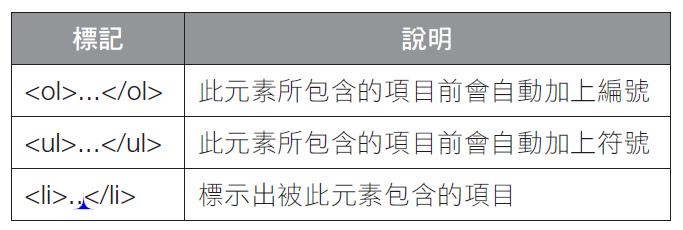 標記 說明
<ol>...</ol> 此元素所包含的項目前會自動加上編號
<ul>...</ul> 此元素所包含的項目前會自動加上符號
<li>...</li> 標示出被此元素包含的項目